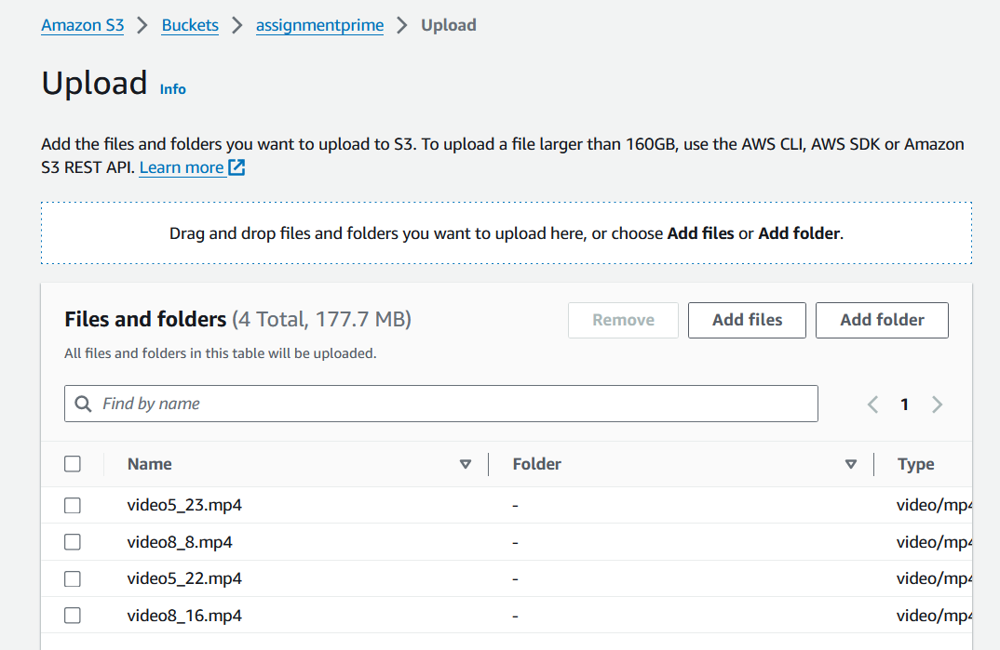 Amazon S3 > Buckets > assignmentprime > Upload
Upload Info
Add the files and folders you want to upload to S3. To upload a file larger than 160GB, use the AWS CLI, AWS SDK or Amazon
S3 REST API. Learn more
Drag and drop files and folders you want to upload here, or choose Add files or Add folder.
Files and folders (4 Total, 177.7 MB) Remove Add files Add folder
All files and folders in this table will be uploaded.
Find by name 1
Name Folder Type
video5_23.mp4 - video/mp4
video8_8.mp4 - video/mp4
video5_22.mp4 - video/mp4
video8_16.mp4 - video/mp4